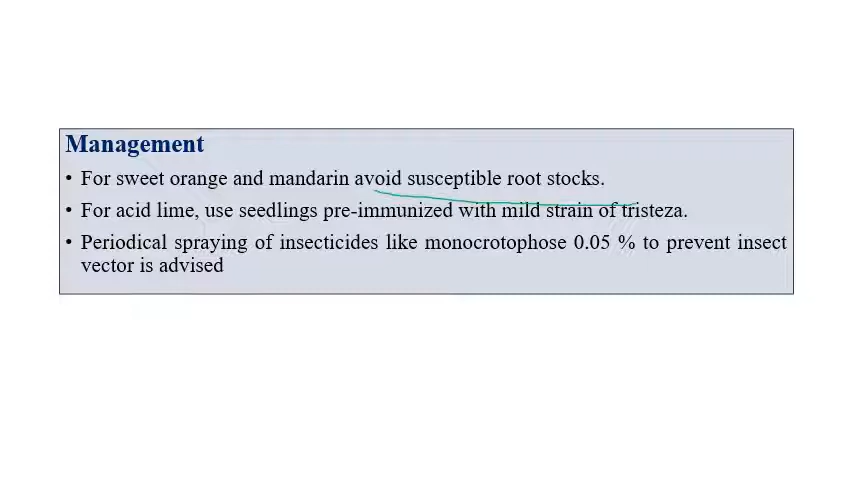 Management
• For sweet orange and mandarin avoid susceptible root stocks.
• For acid lime, use seedlings pre-immunized with mild strain of tristeza.
• Periodical spraying of insecticides like monocrotophose 0.05 % to prevent insect
vector is advised